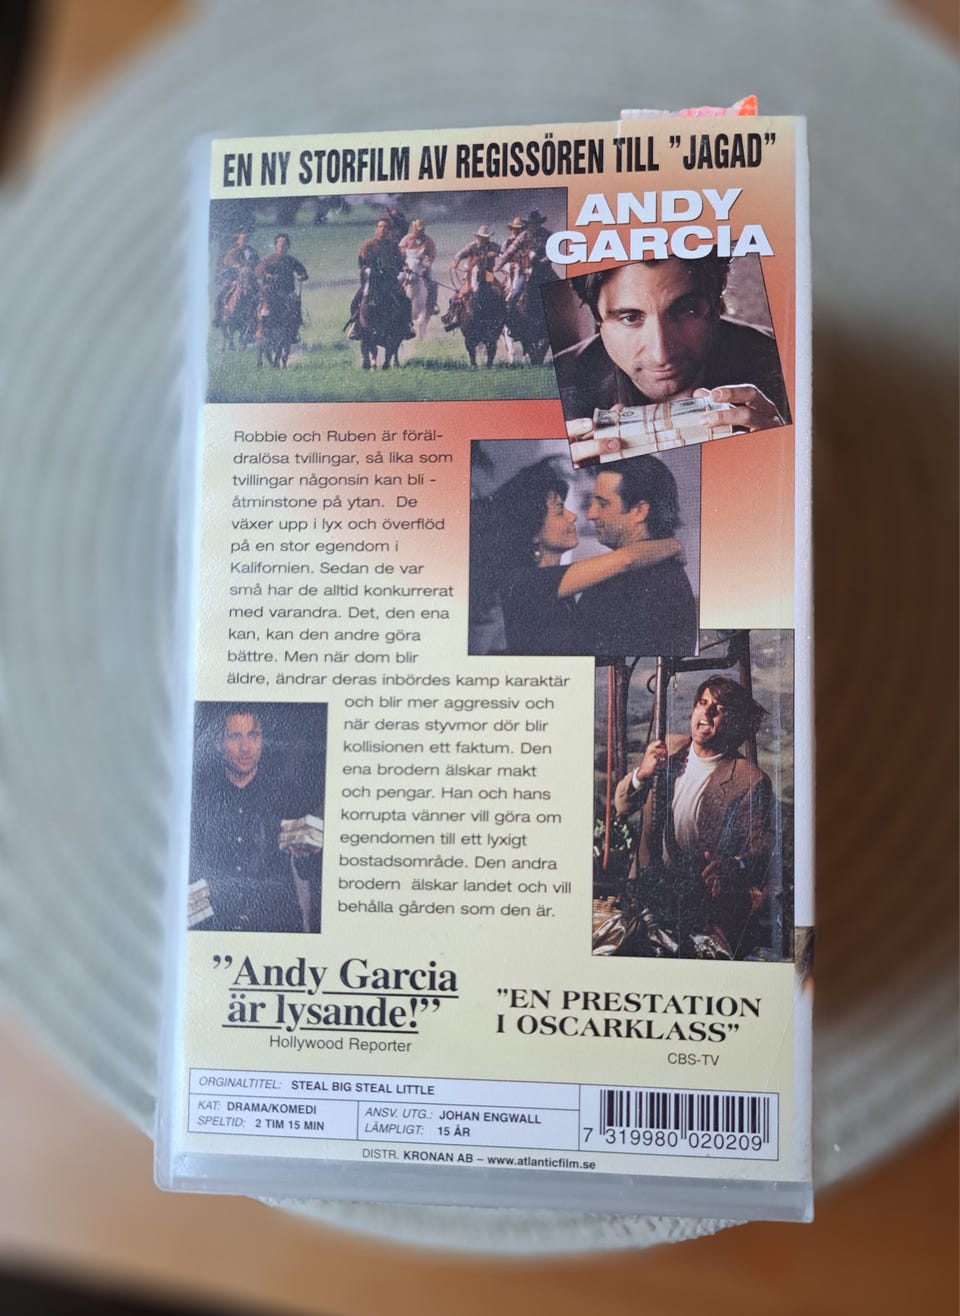 EN NY STORFILM AV REGISSÖREN TILL "JAGAD"
ANDY
GARCIA
Robbie och Ruben är föräl-
dralösa tvillingar, så lika som
tvillingar någonsin kan bli -
åtminstone på ytan. De
växer upp i lyx och överflöd
på en stor egendom i
Kalifornien. Sedan de var
små har de alltid konkurrerat
med varandra. Det, den ena
kan, kan den andre göra
bättre. Men när dom blir
äldre, ändrar deras inbördes kamp karaktär
och blir mer aggressiv och
när deras styvmor dör blir
kollisionen ett faktum. Den
ena brodern älskar makt
och pengar. Han och hans
korrupta vänner vill göra om
egendomen till ett lyxigt
bostadsområde. Den andra
brodern älskar landet och vill
behålla gården som den är.
"Andy Garcia
är lysande!"
Hollywood Reporter
"EN PRESTATION
I OSCARKLASS"
CBS-TV
ORGINALTITEL: STEAL BIG STEAL LITTLE
KAT: DRAMA/KOMEDI
SPELTID: 2 TIM 15 MIN
ANSV. UTG.: JOHAN ENGWALL
LÄMPLIGT: 15 ÅR
7 319980 020209
DISTR. KRONAN AB – www.atlanticfilm.se